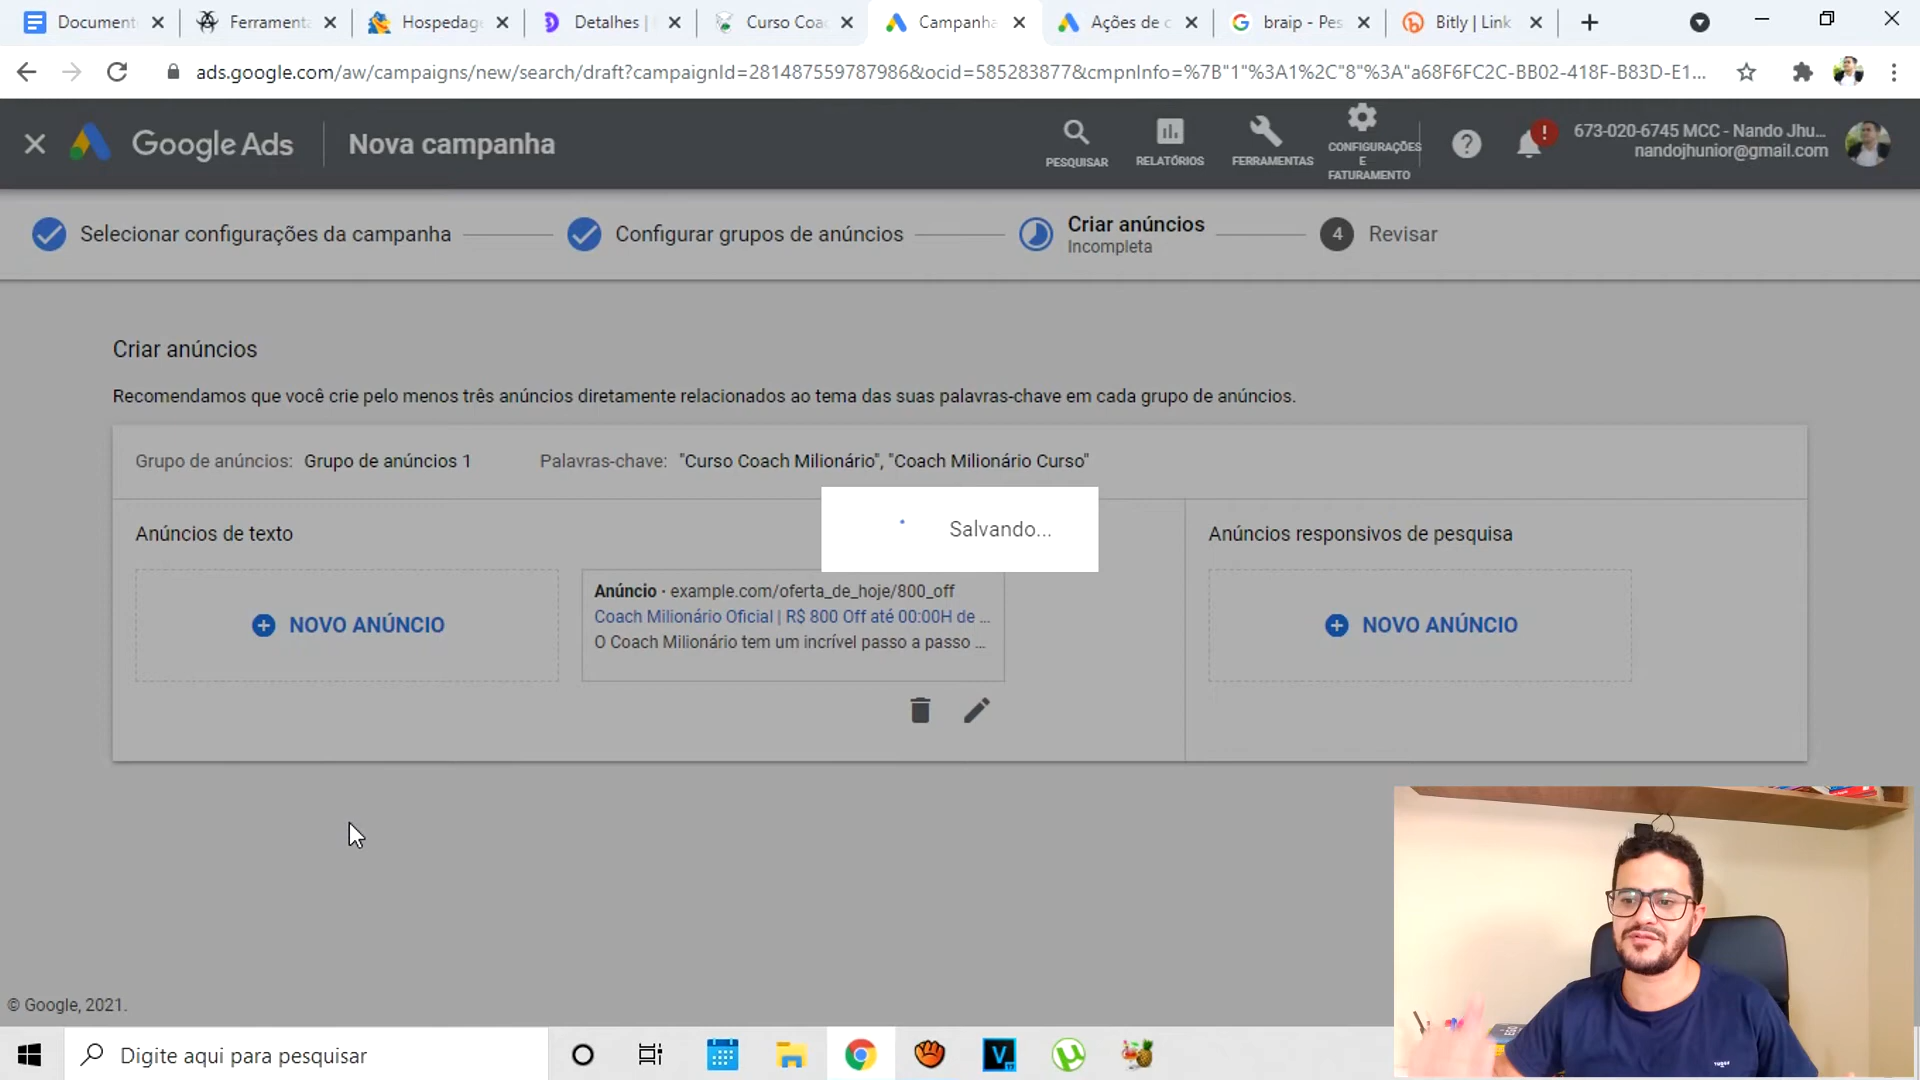 Document
Ferrament
Hospedag
Detalhes |
Curso Coac
Campanha
Ações de c
braip - Pes
Bitly | Link
ads.google.com/aw/campaigns/new/search/draft?campaignId=281487559787986&ocid=585283877&cmpnInfo=%7B"1"%3A1%2C"8"%3A"a68F6FC2C-BB02-418F-B83D-E1...
Google Ads
Nova campanha
PESQUISAR
RELATÓRIOS
FERRAMENTAS
CONFIGURAÇÕES
E
FATURAMENTO
673-020-6745 MCC - Nando Jhu...
nandojhunior@gmail.com
Selecionar configurações da campanha
Configurar grupos de anúncios
Criar anúncios
Incompleta
4 Revisar
Criar anúncios
Recomendamos que você crie pelo menos três anúncios diretamente relacionados ao tema das suas palavras-chave em cada grupo de anúncios.
Grupo de anúncios: Grupo de anúncios 1
Palavras-chave: "Curso Coach Milionário", "Coach Milionário Curso"
Salvando...
Anúncios de texto
NOVO ANÚNCIO
Anúncio · example.com/oferta_de_hoje/800_off
Coach Milionário Oficial | R$ 800 Off até 00:00H de ...
O Coach Milionário tem um incrível passo a passo ...
Anúncios responsivos de pesquisa
NOVO ANÚNCIO
© Google, 2021.
Digite aqui para pesquisar